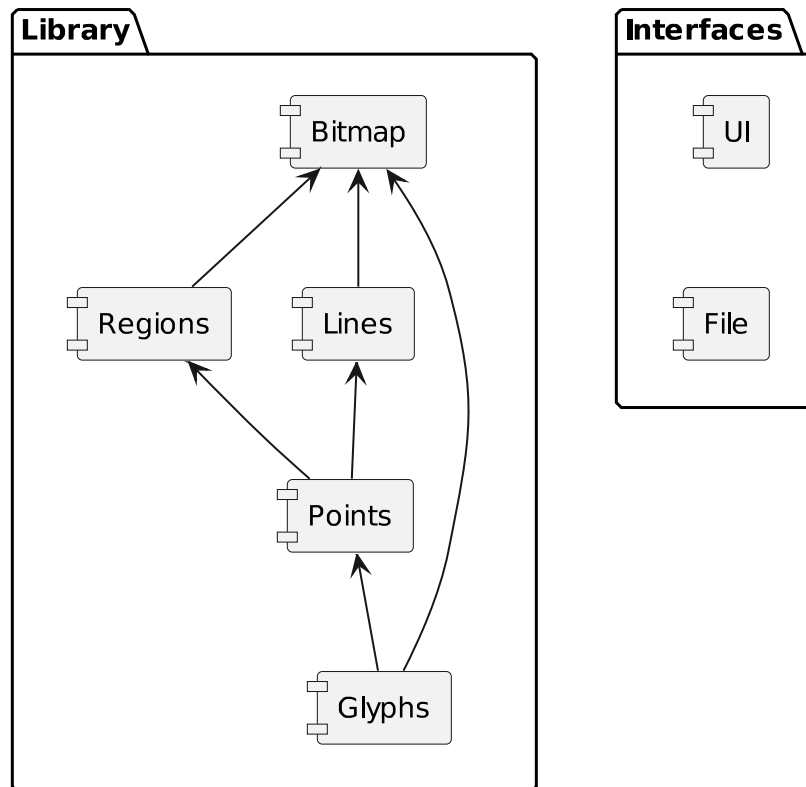 Library
Bitmap
Regions
Lines
Points
Glyphs
Interfaces
UI
File